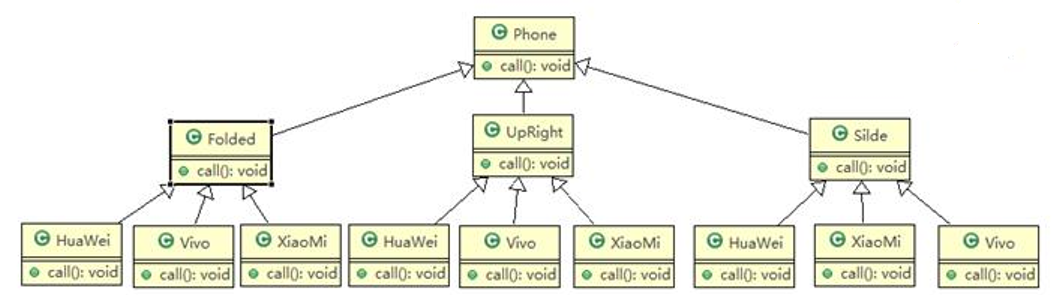 Phone
call(): void
Folded
call(): void
UpRight
call(): void
Silde
call(): void
HuaWei
call(): void
Vivo
call(): void
XiaoMi
call(): void
HuaWei
call(): void
Vivo
call(): void
XiaoMi
call(): void
HuaWei
call(): void
XiaoMi
call(): void
Vivo
call(): void